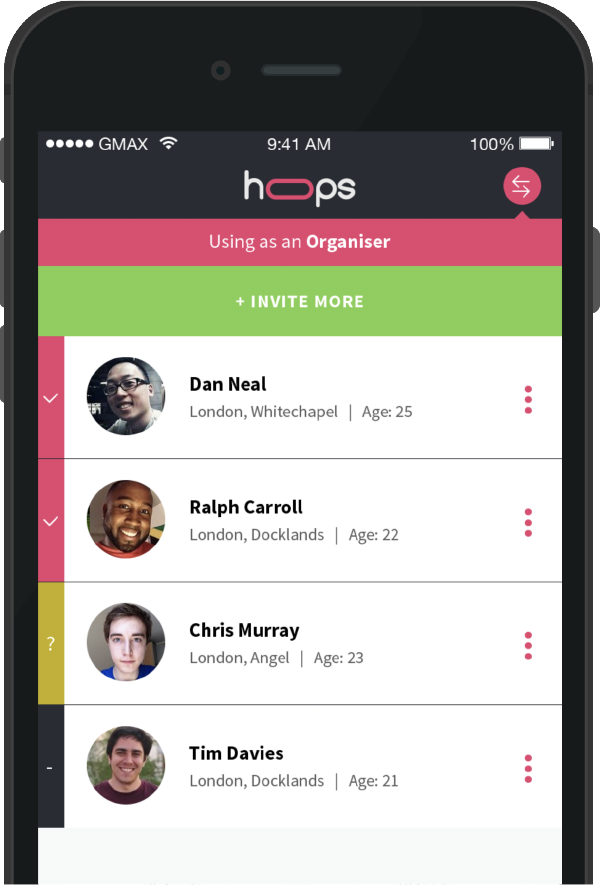 GMAX 9:41 AM 100%
hoops
Using as an Organiser
+ INVITE MORE
Dan Neal
London, Whitechapel | Age: 25
Ralph Carroll
London, Docklands | Age: 22
?
Chris Murray
London, Angel | Age: 23
-
Tim Davies
London, Docklands | Age: 21